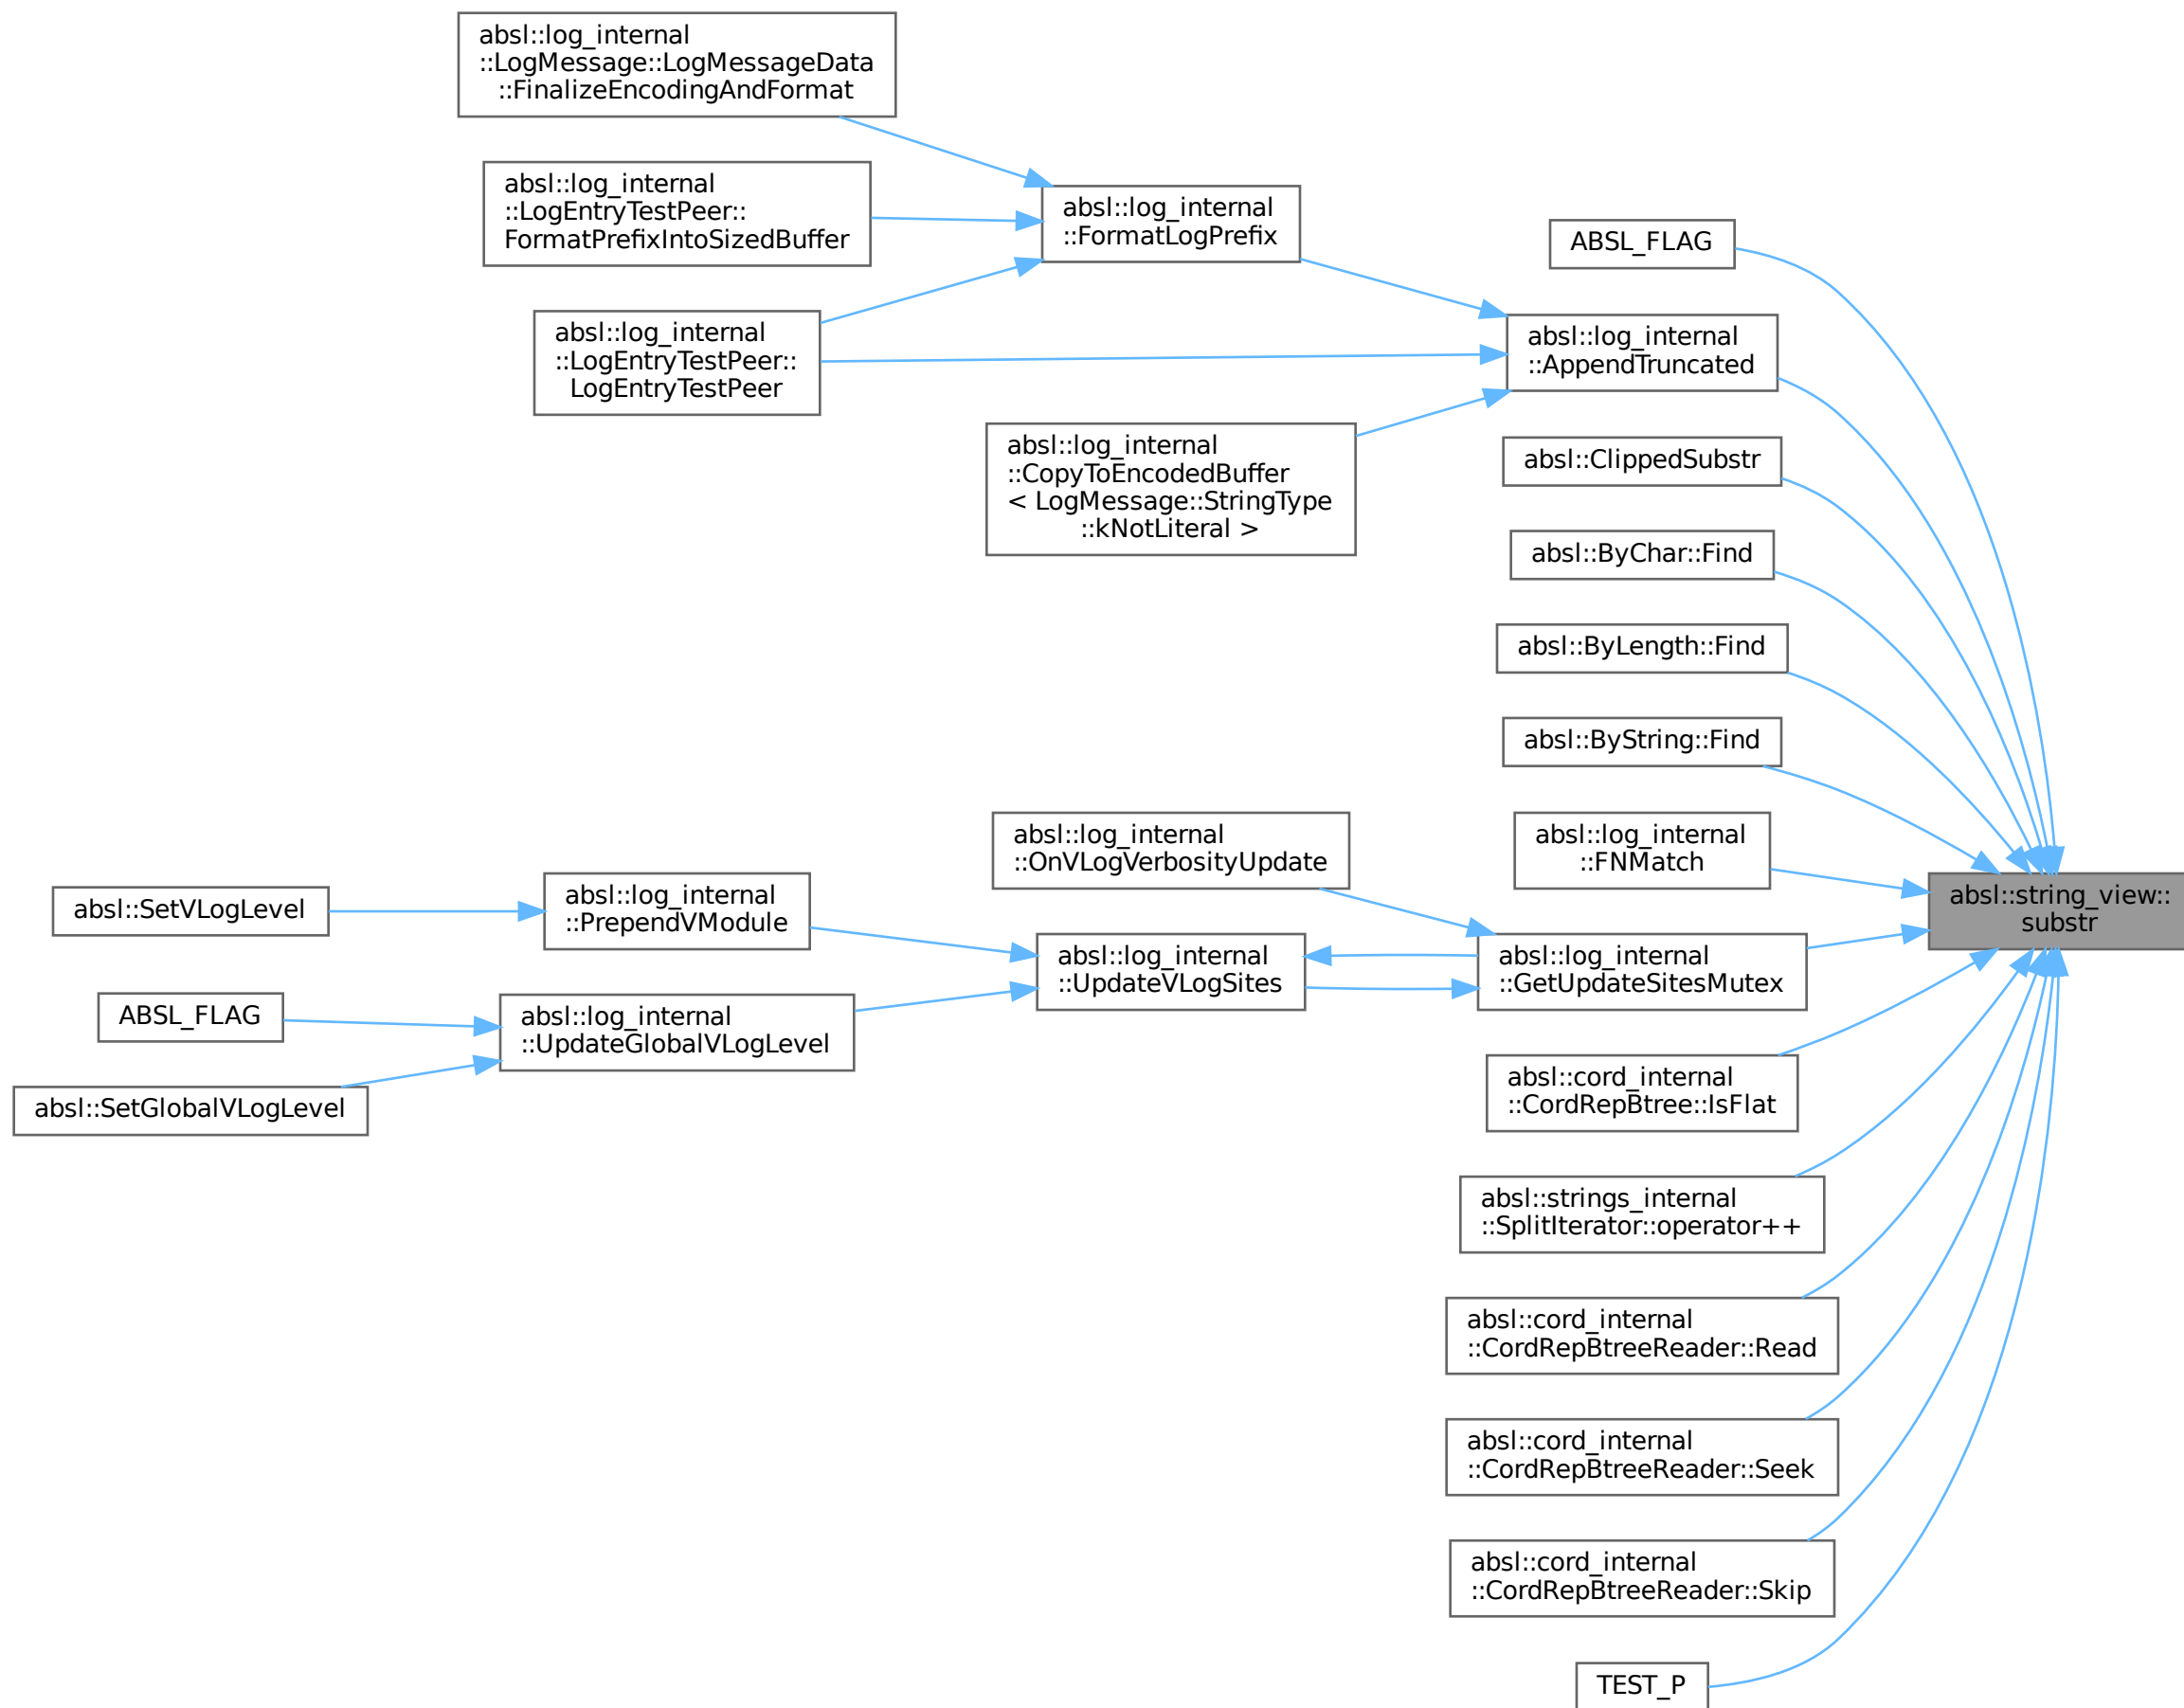 absl::log_internal
::LogMessage::LogMessageData
::FinalizeEncodingAndFormat
absl::log_internal
::LogEntryTestPeer::
FormatPrefixIntoSizedBuffer
absl::log_internal
::LogEntryTestPeer::
LogEntryTestPeer
absl::log_internal
::FormatLogPrefix
absl::log_internal
::CopyToEncodedBuffer
< LogMessage::StringType
::kNotLiteral >
ABSL_FLAG
absl::log_internal
::AppendTruncated
absl::ClippedSubstr
absl::ByChar::Find
absl::ByLength::Find
absl::ByString::Find
absl::log_internal
::FNMatch
absl::SetVLogLevel
absl::log_internal
::PrependVModule
absl::log_internal
::OnVLogVerbosityUpdate
absl::log_internal
::UpdateVLogSites
absl::log_internal
::GetUpdateSitesMutex
absl::string_view::
substr
ABSL_FLAG
absl::log_internal
::UpdateGlobalVLogLevel
absl::SetGlobalVLogLevel
absl::cord_internal
::CordRepBtree::IsFlat
absl::strings_internal
::SplitIterator::operator++
absl::cord_internal
::CordRepBtreeReader::Read
absl::cord_internal
::CordRepBtreeReader::Seek
absl::cord_internal
::CordRepBtreeReader::Skip
TEST_P